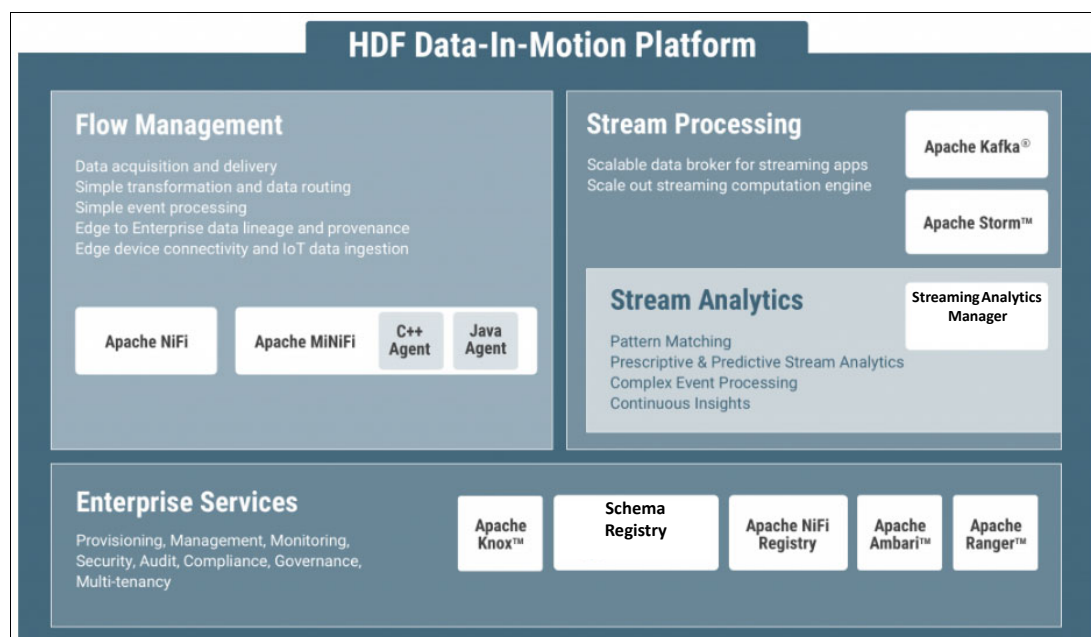 HDF Data-In-Motion Platform
Flow Management
Data acquisition and delivery
Simple transformation and data routing
Simple event processing
Edge to Enterprise data lineage and provenance
Edge device connectivity and IoT data ingestion
Apache NiFi
Apache MiNiFi
C++
Agent
Java
Agent
Stream Processing
Scalable data broker for streaming apps
Scale out streaming computation engine
Apache Kafka®
Apache Storm™
Stream Analytics
Pattern Matching
Prescriptive & Predictive Stream Analytics
Complex Event Processing
Continuous Insights
Streaming Analytics
Manager
Enterprise Services
Provisioning, Management, Monitoring,
Security, Audit, Compliance, Governance,
Multi-tenancy
Apache
Knox™
Schema
Registry
Apache NiFi
Registry
Apache
Ambari™
Apache
Ranger™